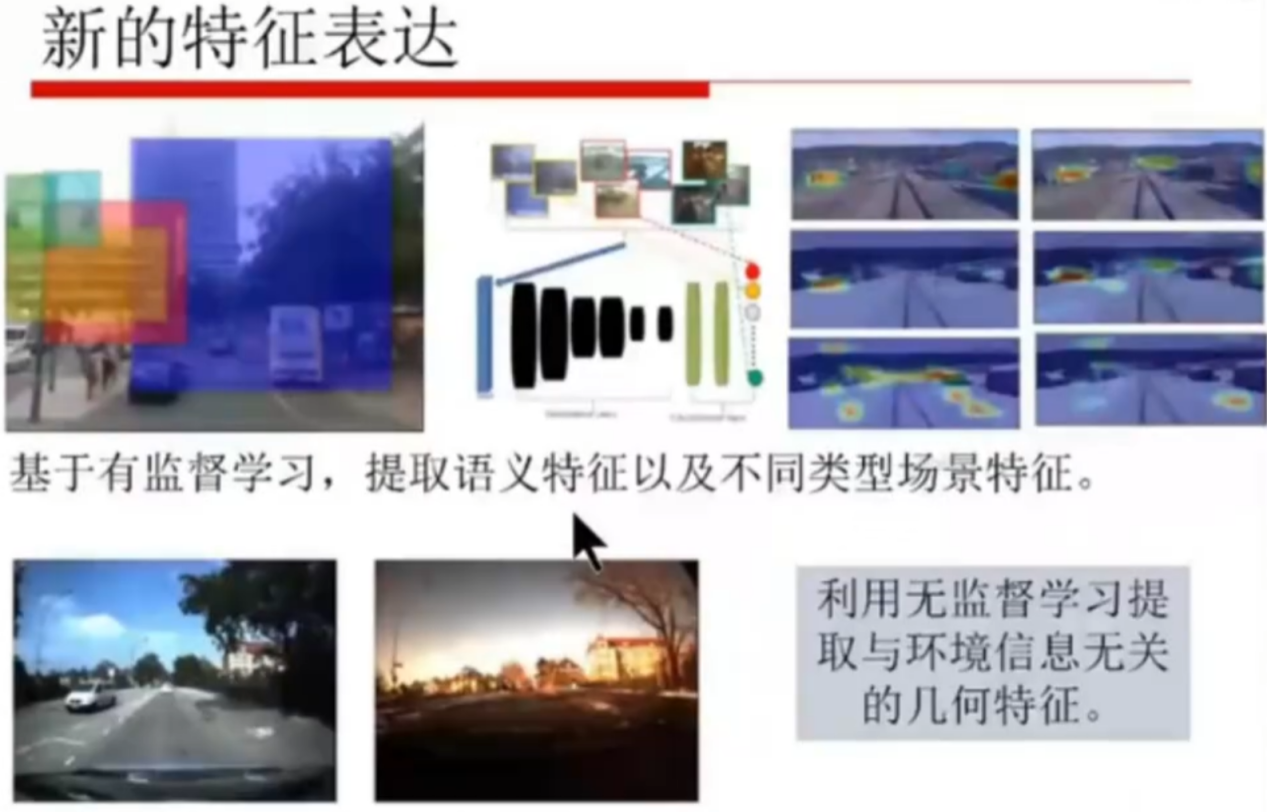 新的特征表达
基于有监督学习，提取语义特征以及不同类型场景特征。
利用无监督学习提
取与环境信息无关
的几何特征。